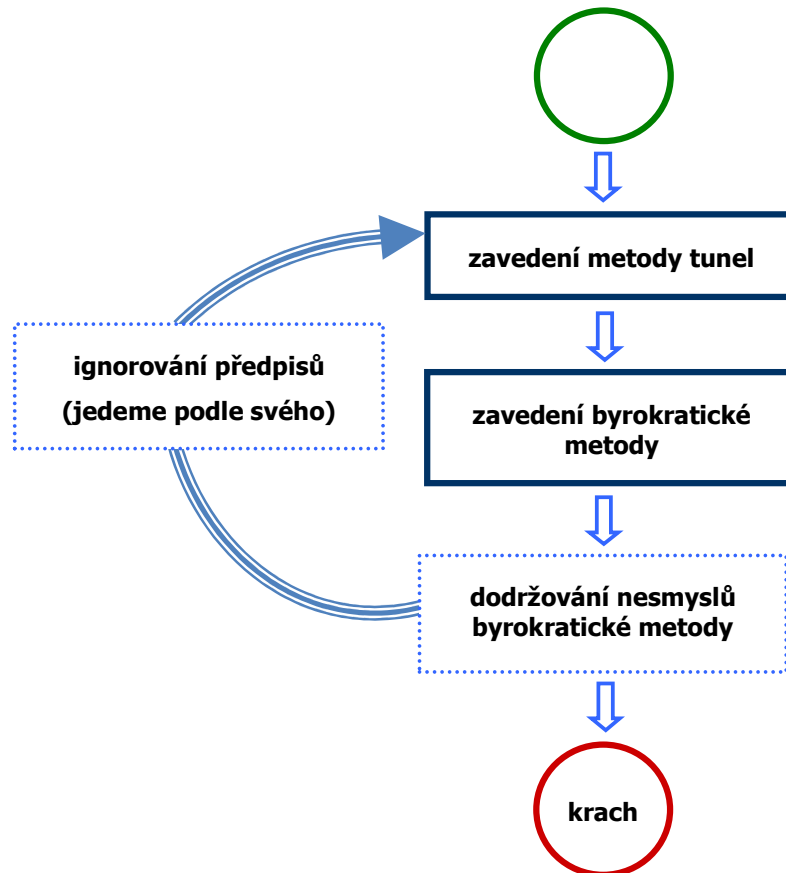 zavedení metody tunel
ignorování předpisů
(jedeme podle svého)
zavedení byrokratické
metody
dodržování nesmyslů
byrokratické metody
krach